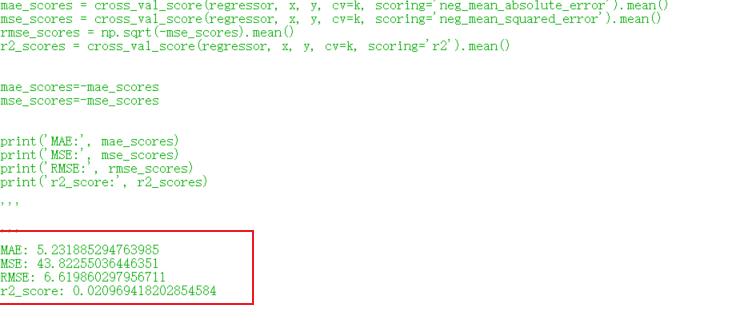 mae_scores = cross_val_score(regressor, x, y, cv=k, scoring='neg_mean_absolute_error').mean()
mse_scores = cross_val_score(regressor, x, y, cv=k, scoring='neg_mean_squared_error').mean()
rmse_scores = np.sqrt(-mse_scores).mean()
r2_scores = cross_val_score(regressor, x, y, cv=k, scoring='r2').mean()
mae_scores=-mae_scores
mse_scores=-mse_scores
print('MAE:', mae_scores)
print('MSE:', mse_scores)
print('RMSE:', rmse_scores)
print('r2_score:', r2_scores)
'''
'''
MAE: 5.231885294763985
MSE: 43.82255036446351
RMSE: 6.619860297956711
r2_score: 0.020969418202854584